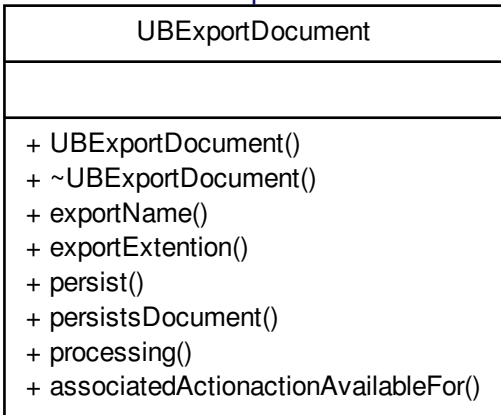 UBExportDocument
+ UBExportDocument()
+ ~UBExportDocument()
+ exportName()
+ exportExtention()
+ persist()
+ persistsDocument()
+ processing()
+ associatedActionactionAvailableFor()